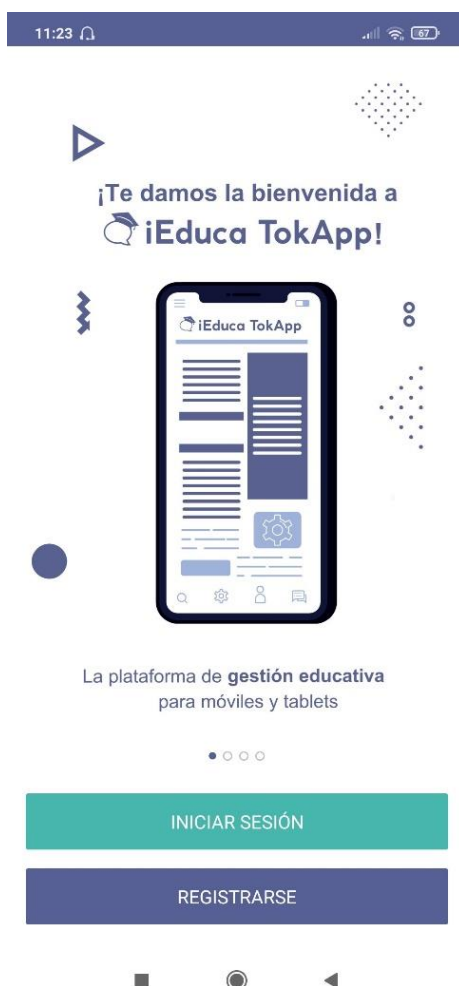 11:23
67
¡Te damos la bienvenida a
iEduca TokApp!
iEduca TokApp
La plataforma de gestión educativa
para móviles y tablets
INICIAR SESIÓN
REGISTRARSE